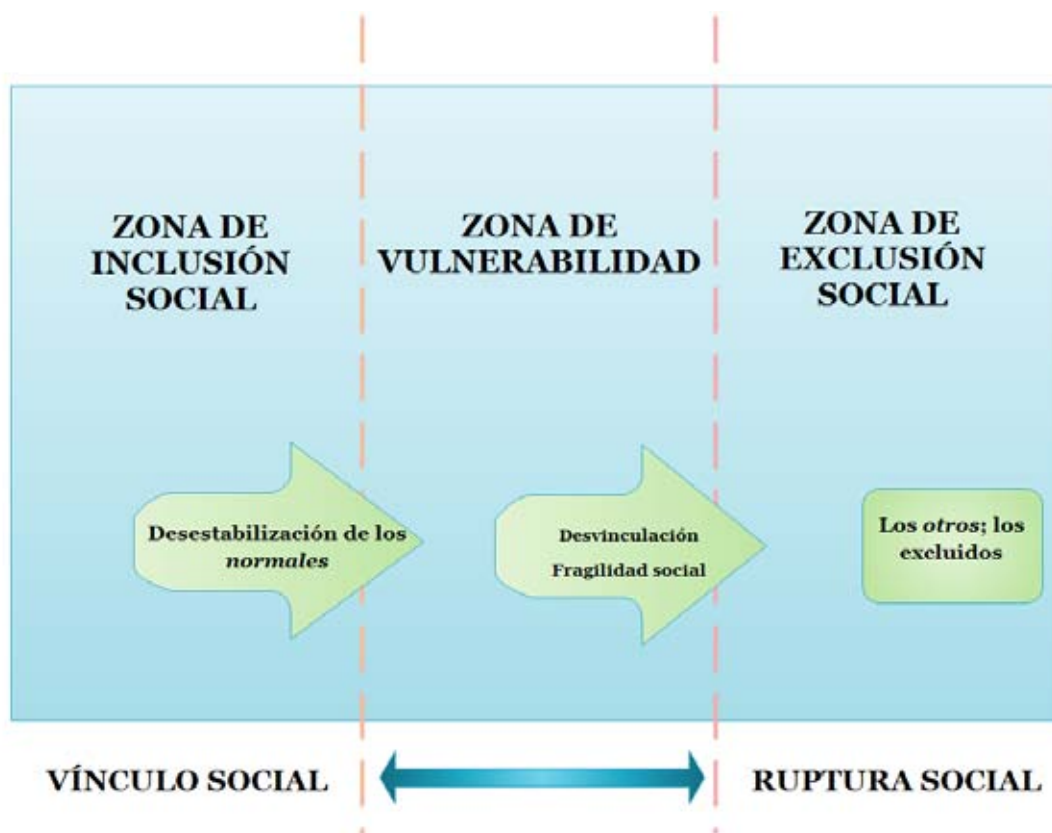 ZONA DE
INCLUSIÓN
SOCIAL
ZONA DE
VULNERABILIDAD
ZONA DE
EXCLUSIÓN
SOCIAL
Desestabilización de los
normales
Desvinculación
Fragilidad social
Los otros; los
excluidos
VÍNCULO SOCIAL
RUPTURA SOCIAL